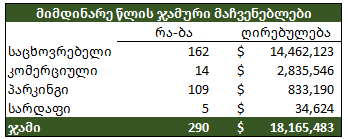 მიმდინარე წლის ჯამური მაჩვენებლები
რა-ბა ღირებულება
საცხოვრებელი 162 $ 14,462,123
კომერციული 14 $ 2,835,546
პარკინგი 109 $ 833,190
სარდაფი 5 $ 34,624
ჯამი 290 $ 18,165,483